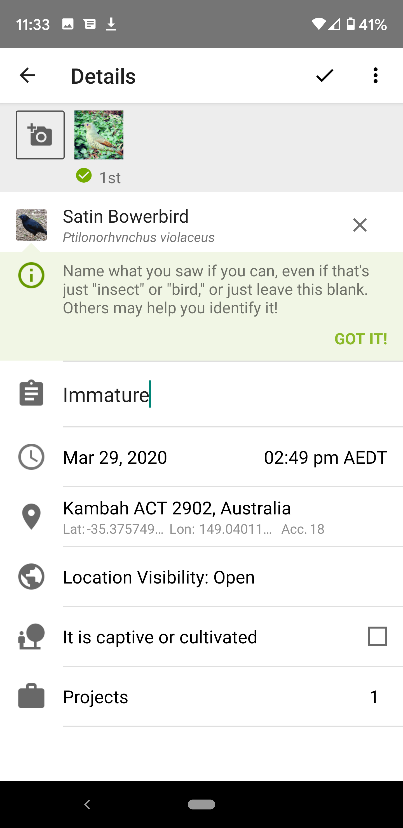 11:33 41%
Details
1st
Satin Bowerbird
Ptilonorhynchus violaceus
Name what you saw if you can, even if that's
just "insect" or "bird," or just leave this blank.
Others may help you identify it!
GOT IT!
Immature
Mar 29, 2020 02:49 pm AEDT
Kambah ACT 2902, Australia
Lat:-35.375749... Lon: 149.04011... Acc. 18
Location Visibility: Open
It is captive or cultivated
Projects 1